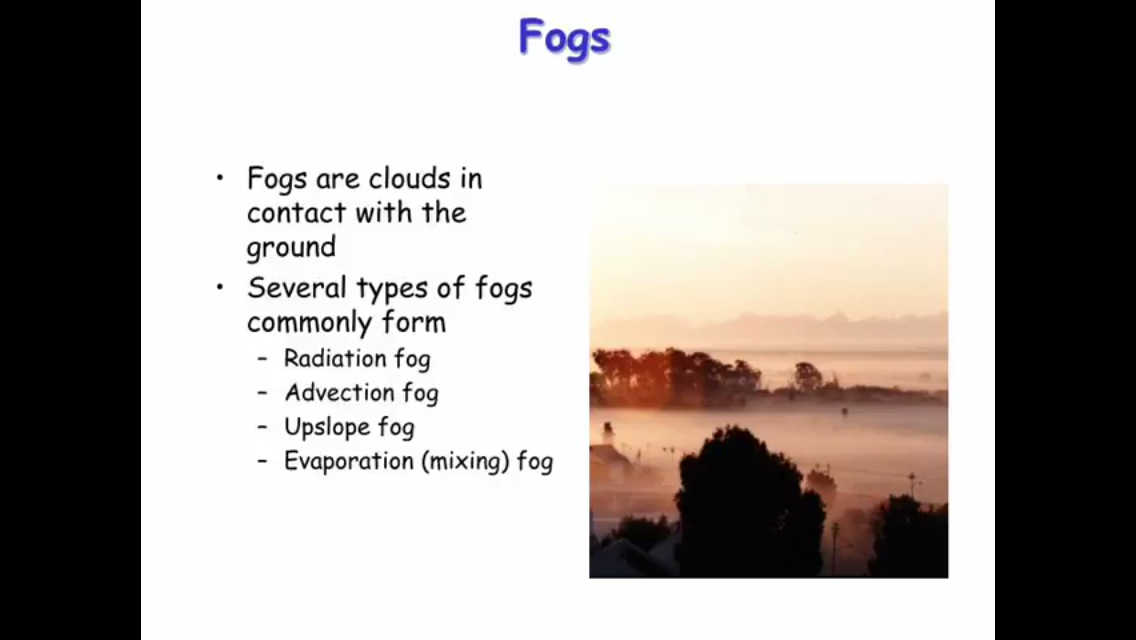 Fogs
• Fogs are clouds in
contact with the
ground
• Several types of fogs
commonly form
– Radiation fog
– Advection fog
– Upslope fog
– Evaporation (mixing) fog